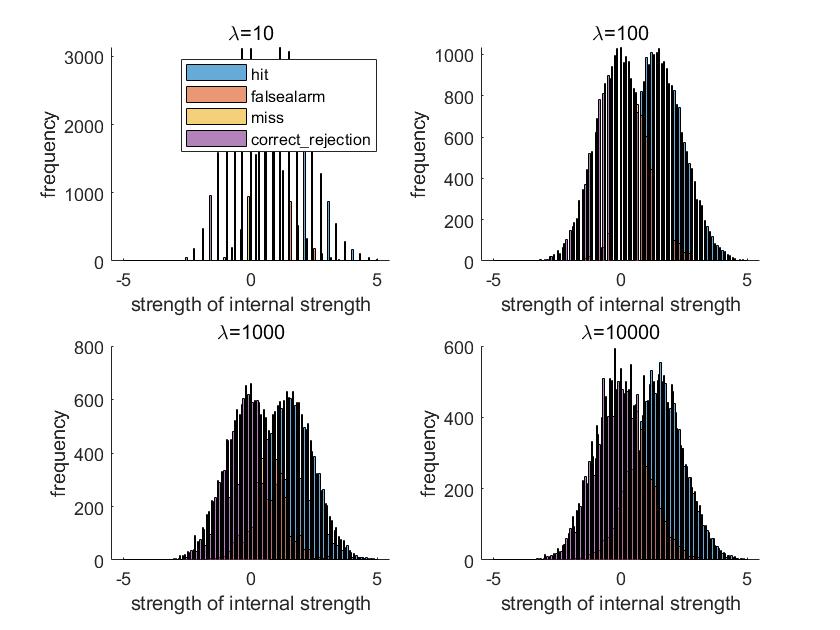 λ=10
3000
2000
1000
0
-5 0 5
frequency
strength of internal strength
hit
falsealarm
miss
correct_rejection
λ=100
1000
800
600
400
200
0
-5 0 5
frequency
strength of internal strength
λ=1000
800
600
400
200
0
-5 0 5
frequency
strength of internal strength
λ=10000
600
400
200
0
-5 0 5
frequency
strength of internal strength